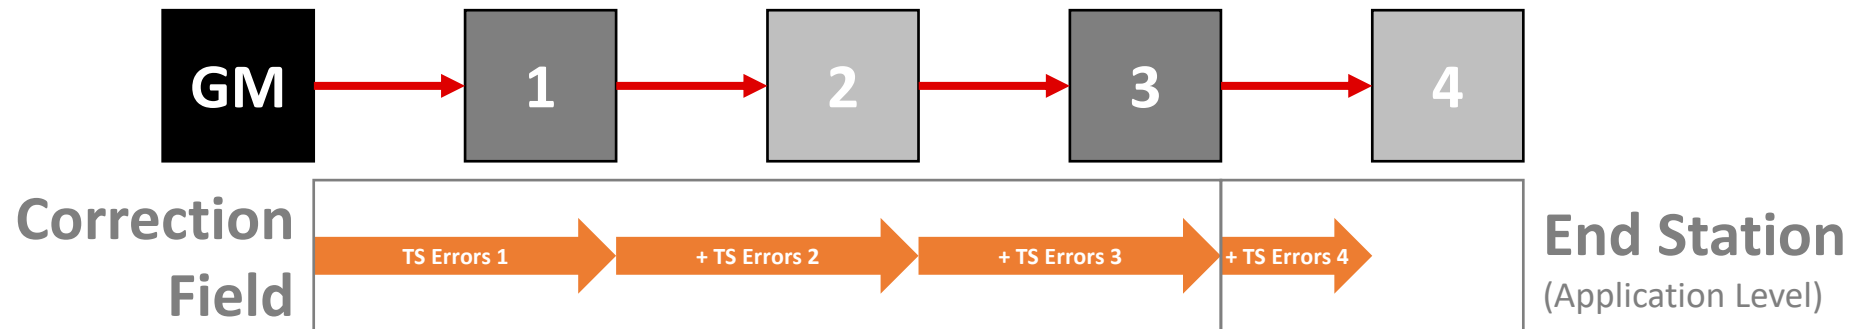 GM
1
2
3
4
Correction
Field
TS Errors 1
+ TS Errors 2
+ TS Errors 3
+ TS Errors 4
End Station
(Application Level)